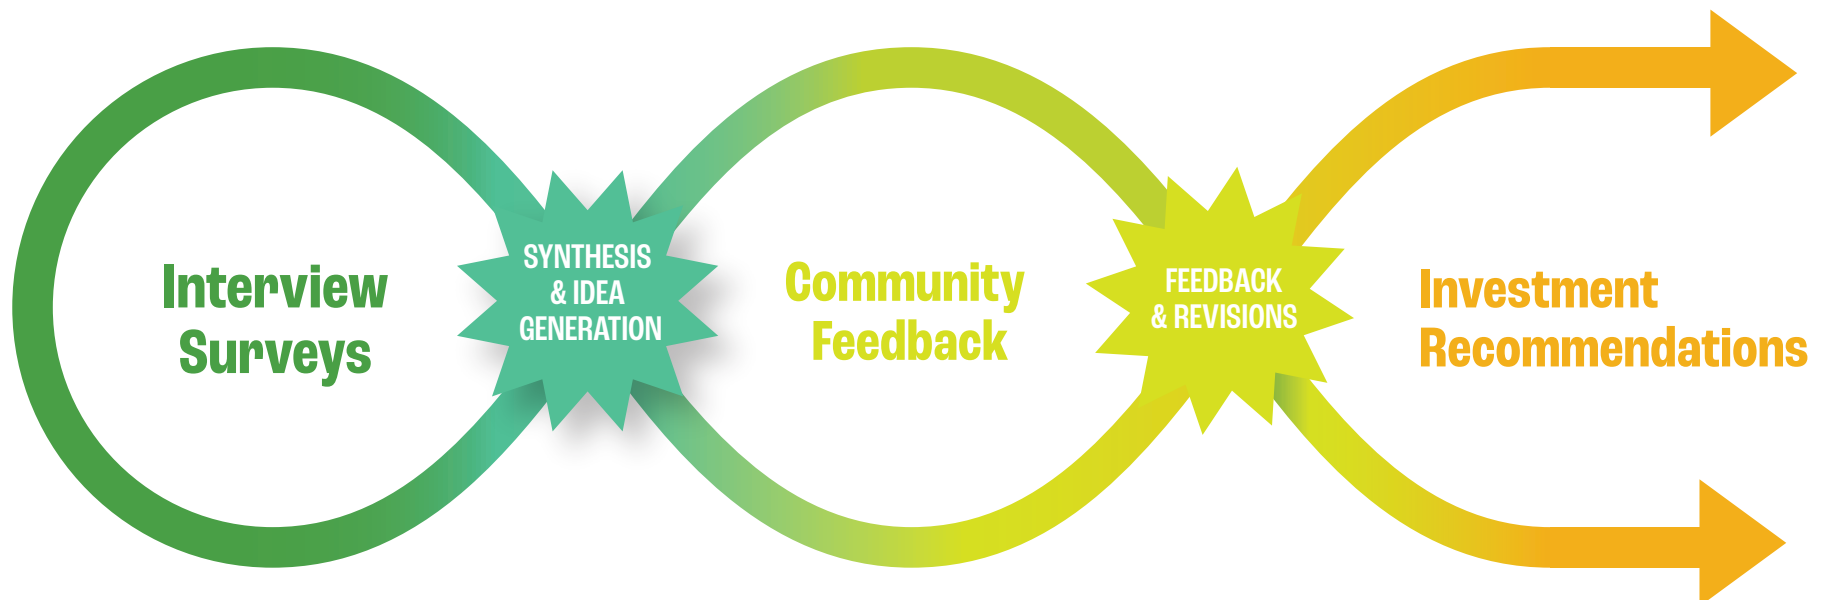 Interview
Surveys
SYNTHESIS
& IDEA
GENERATION
Community
Feedback
FEEDBACK
& REVISIONS
Investment
Recommendations